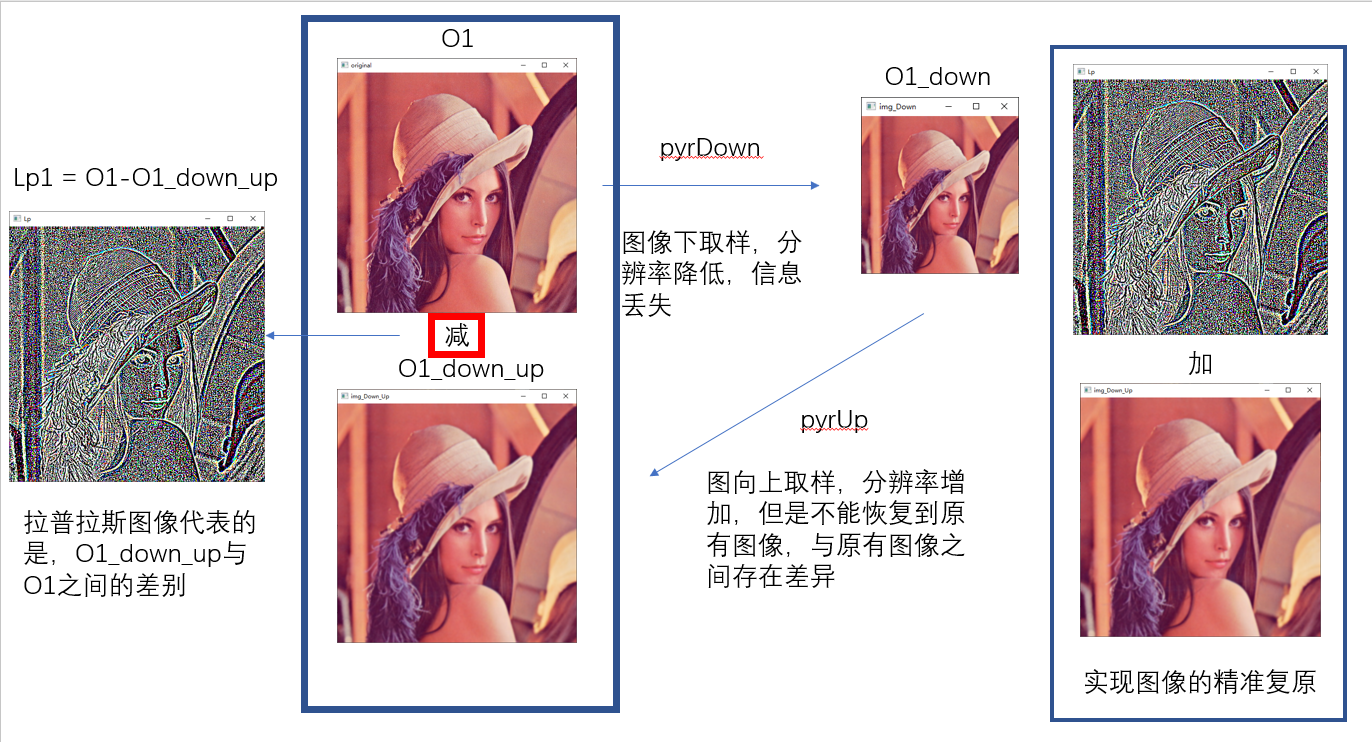 Lp1 = O1-O1_down_up
Lp
拉普拉斯图像代表的
是，O1_down_up与
O1之间的差别
O1
original
减
O1_down_up
img_Down_Up
pyrDown
图像下取样，分
辨率降低，信息
丢失
O1_down
img_Down
pyrUp
图向上取样，分辨率增
加，但是不能恢复到原
有图像，与原有图像之
间存在差异
Lp
加
img_Down_Up
实现图像的精准复原